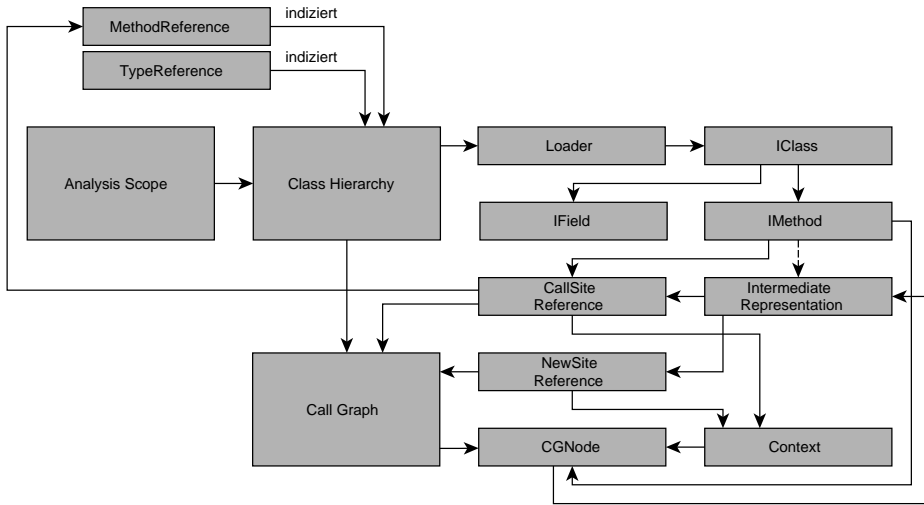 indiziert
MethodReference
indiziert
TypeReference
Analysis Scope
Class Hierarchy
Loader
IClass
IField
IMethod
CallSite
Reference
Intermediate
Representation
NewSite
Reference
Call Graph
CGNode
Context